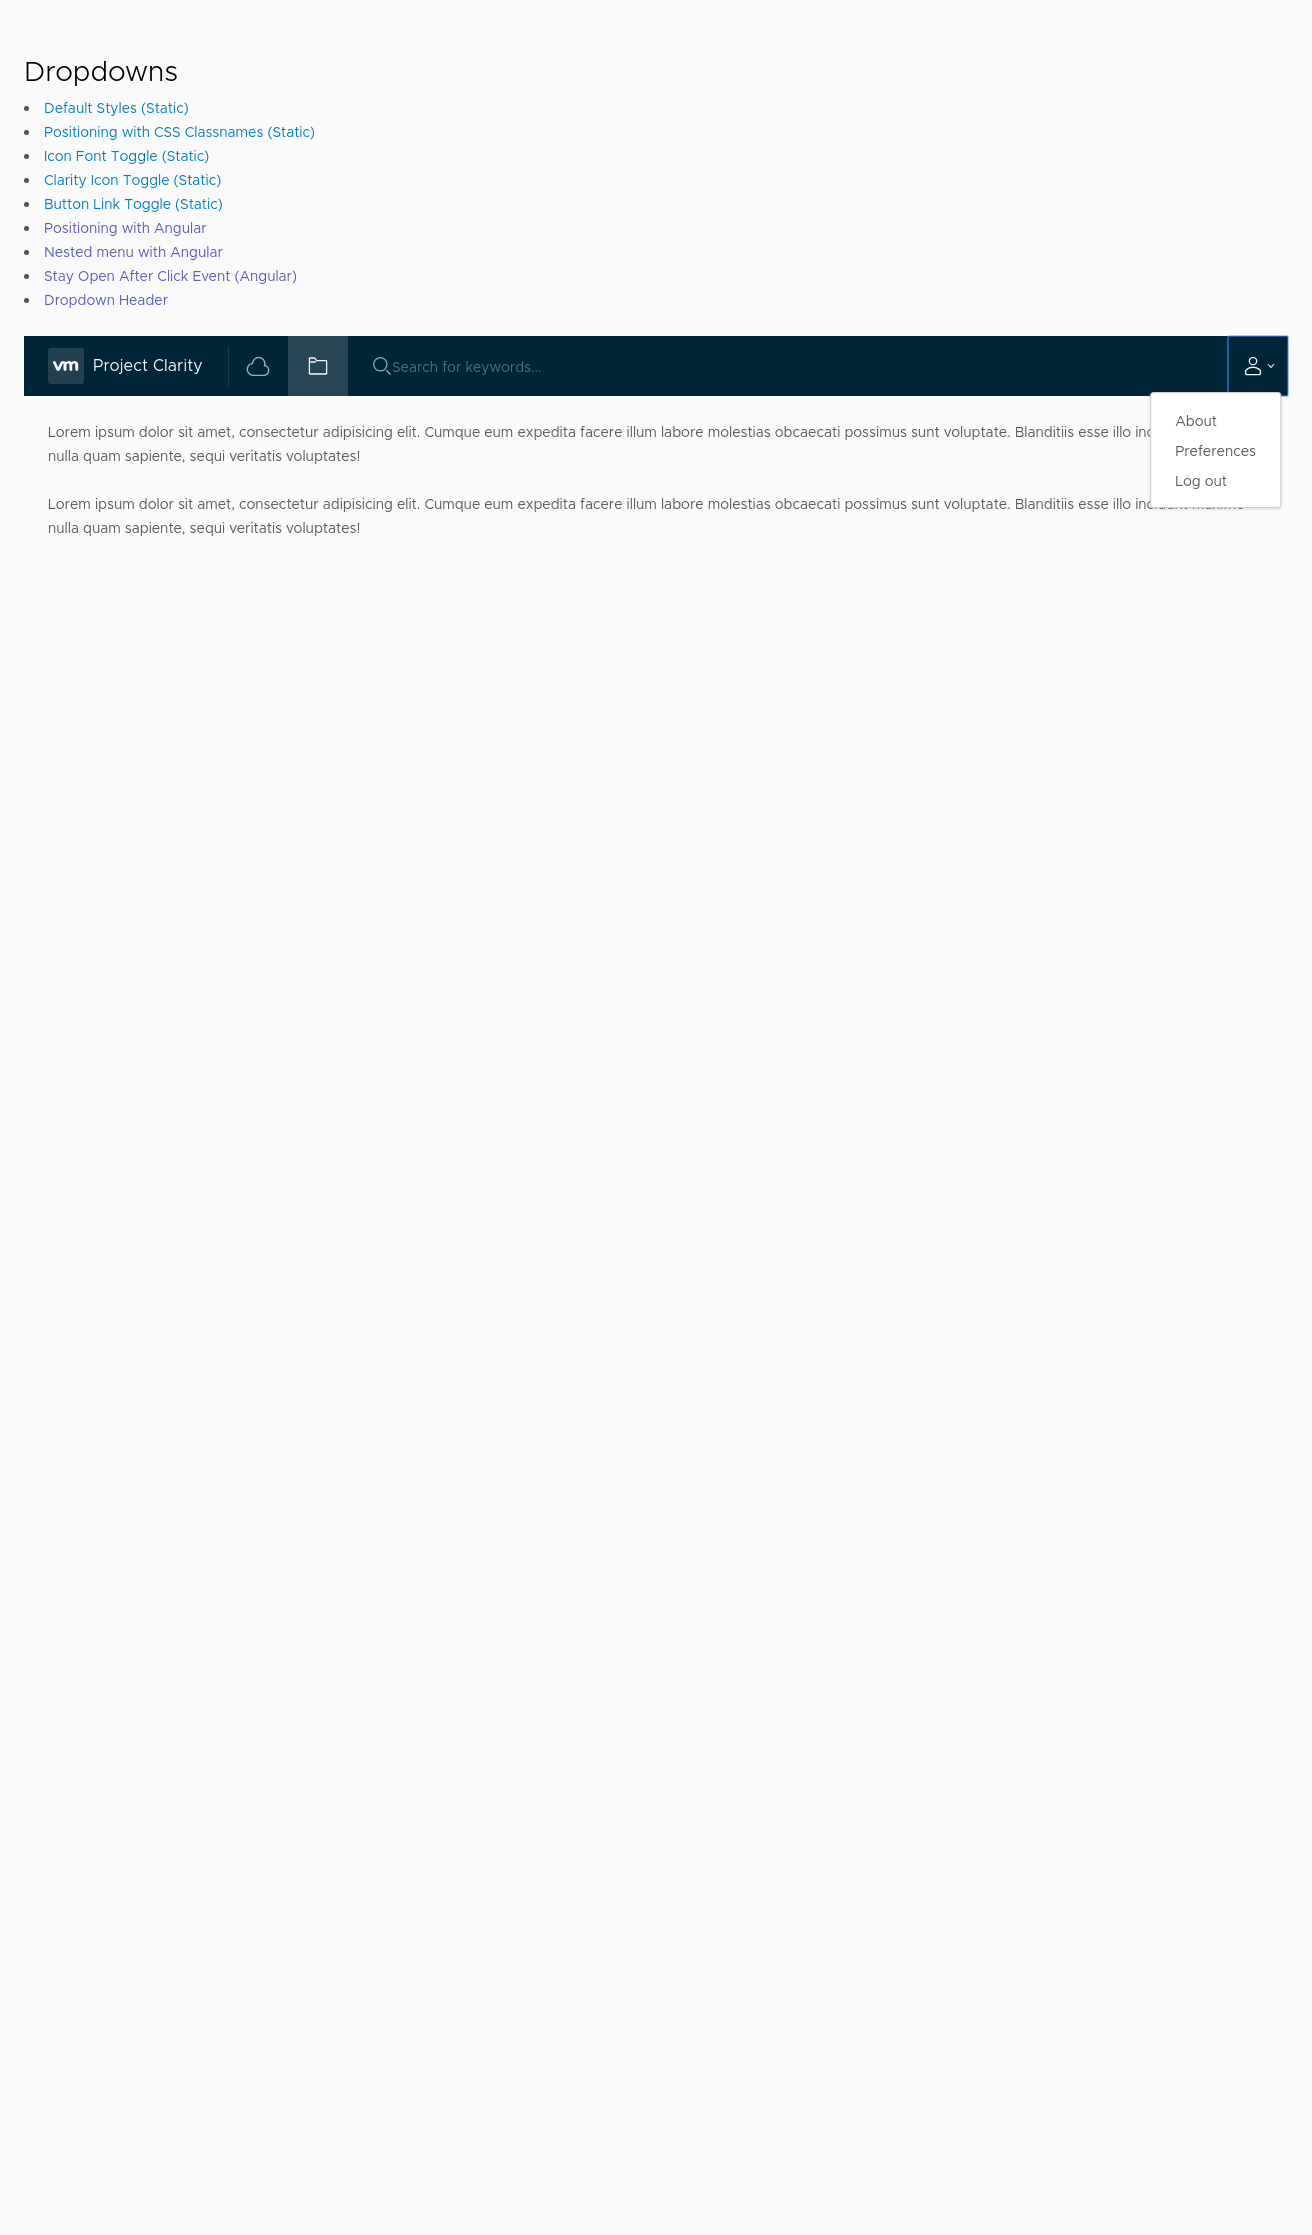 Dropdowns
Default Styles (Static)
Positioning with CSS Classnames (Static)
Icon Font Toggle (Static)
Clarity Icon Toggle (Static)
Button Link Toggle (Static)
Positioning with Angular
Nested menu with Angular
Stay Open After Click Event (Angular)
Dropdown Header
vm Project Clarity Search for keywords...
About
Preferences
Log out
Lorem ipsum dolor sit amet, consectetur adipisicing elit. Cumque eum expedita facere illum labore molestias obcaecati possimus sunt voluptate. Blanditiis esse illo
nulla quam sapiente, sequi veritatis voluptates!
Lorem ipsum dolor sit amet, consectetur adipisicing elit. Cumque eum expedita facere illum labore molestias obcaecati possimus sunt voluptate. Blanditiis esse illo
nulla quam sapiente, sequi veritatis voluptates!